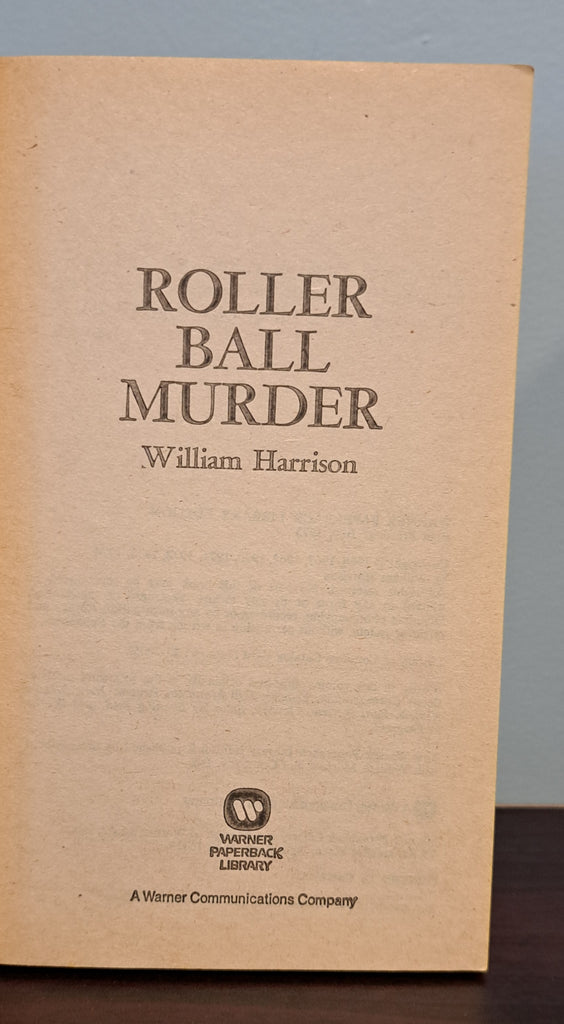 ROLLER
BALL
MURDER
William Harrison
WARNER
PAPERBACK
LIBRARY
A Warner Communications Company